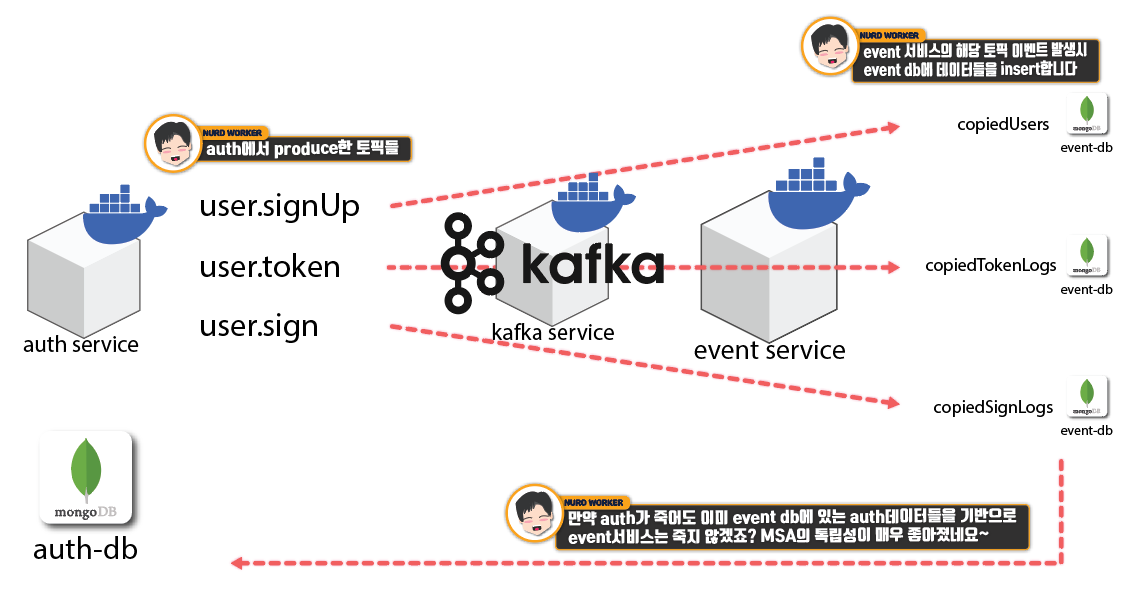 NURD WORKER
event 서비스의 해당 토픽 이벤트 발생시
event db에 데이터들을 insert합니다
copiedUsers
mongoDB
event-db
NURD WORKER
auth에서 produce한 토픽들
user.signUp
user.token
user.sign
auth service
kafka
kafka service
event service
copiedTokenLogs
mongoDB
event-db
copiedSignLogs
mongoDB
event-db
mongoDB
auth-db
NURD WORKER
만약 auth가 죽어도 이미 event db에 있는 auth데이터들을 기반으로
event서비스는 죽지 않겠죠? MSA의 독립성이 매우 좋아졌네요~